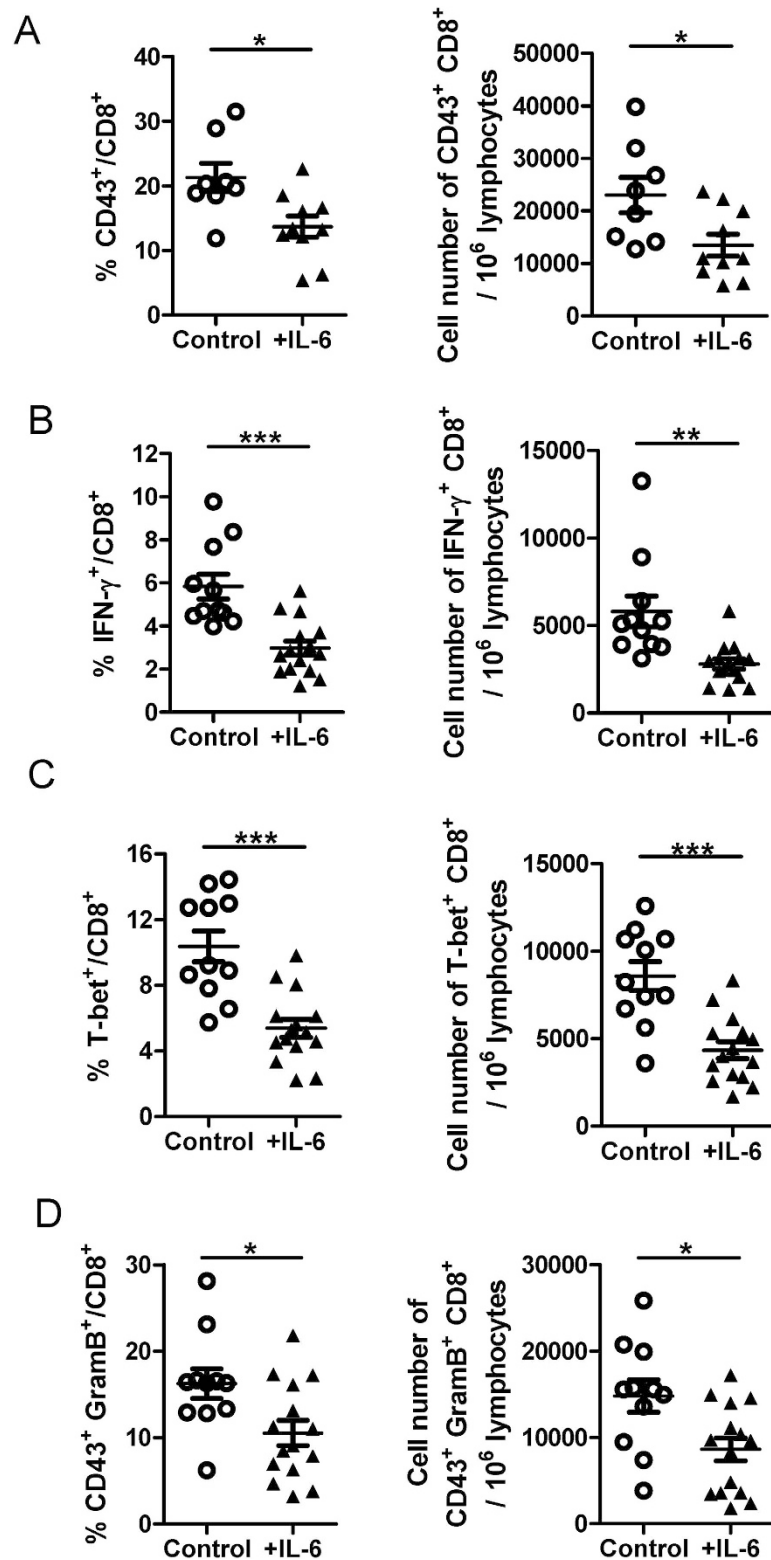 A
*
% CD43⁺/CD8⁺
40
30
20
10
0
Control +IL-6
*
Cell number of CD43⁺ CD8⁺
/ 10⁶ lymphocytes
50000
40000
30000
20000
10000
0
Control +IL-6
B
***
% IFN-γ⁺/CD8⁺
12
10
8
6
4
2
0
Control +IL-6
**
Cell number of IFN-γ⁺ CD8⁺
/ 10⁶ lymphocytes
15000
10000
5000
0
Control +IL-6
C
***
% T-bet⁺/CD8⁺
16
12
8
4
0
Control +IL-6
***
Cell number of T-bet⁺ CD8⁺
/ 10⁶ lymphocytes
15000
10000
5000
0
Control +IL-6
D
*
% CD43⁺ GramB⁺/CD8⁺
30
20
10
0
Control +IL-6
*
Cell number of
CD43⁺ GramB⁺ CD8⁺
/ 10⁶ lymphocytes
30000
20000
10000
0
Control +IL-6